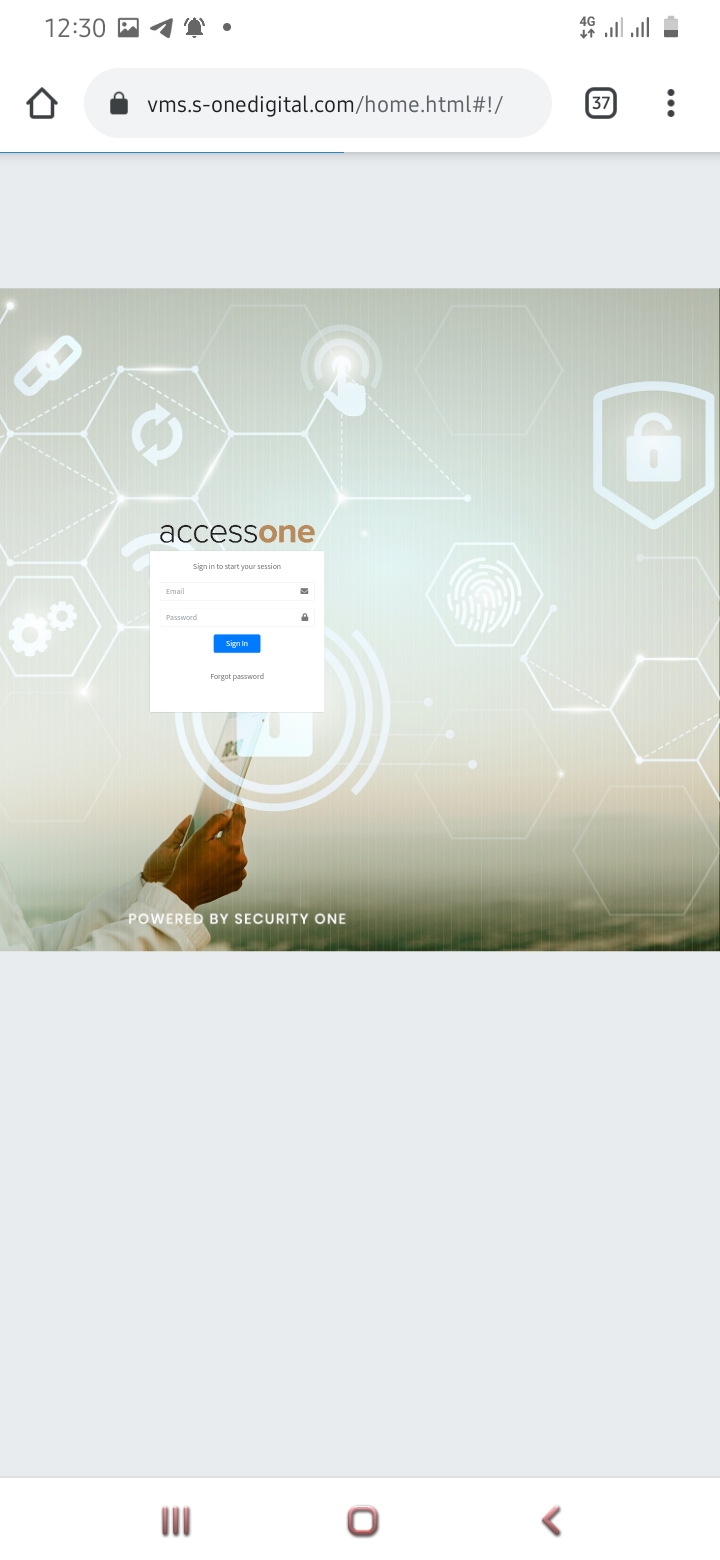 12:30
4G
vms.s-onedigital.com/home.html#!/
37
accessone
Sign in to start your session
Email
Password
Sign In
Forgot password
POWERED BY SECURITY ONE